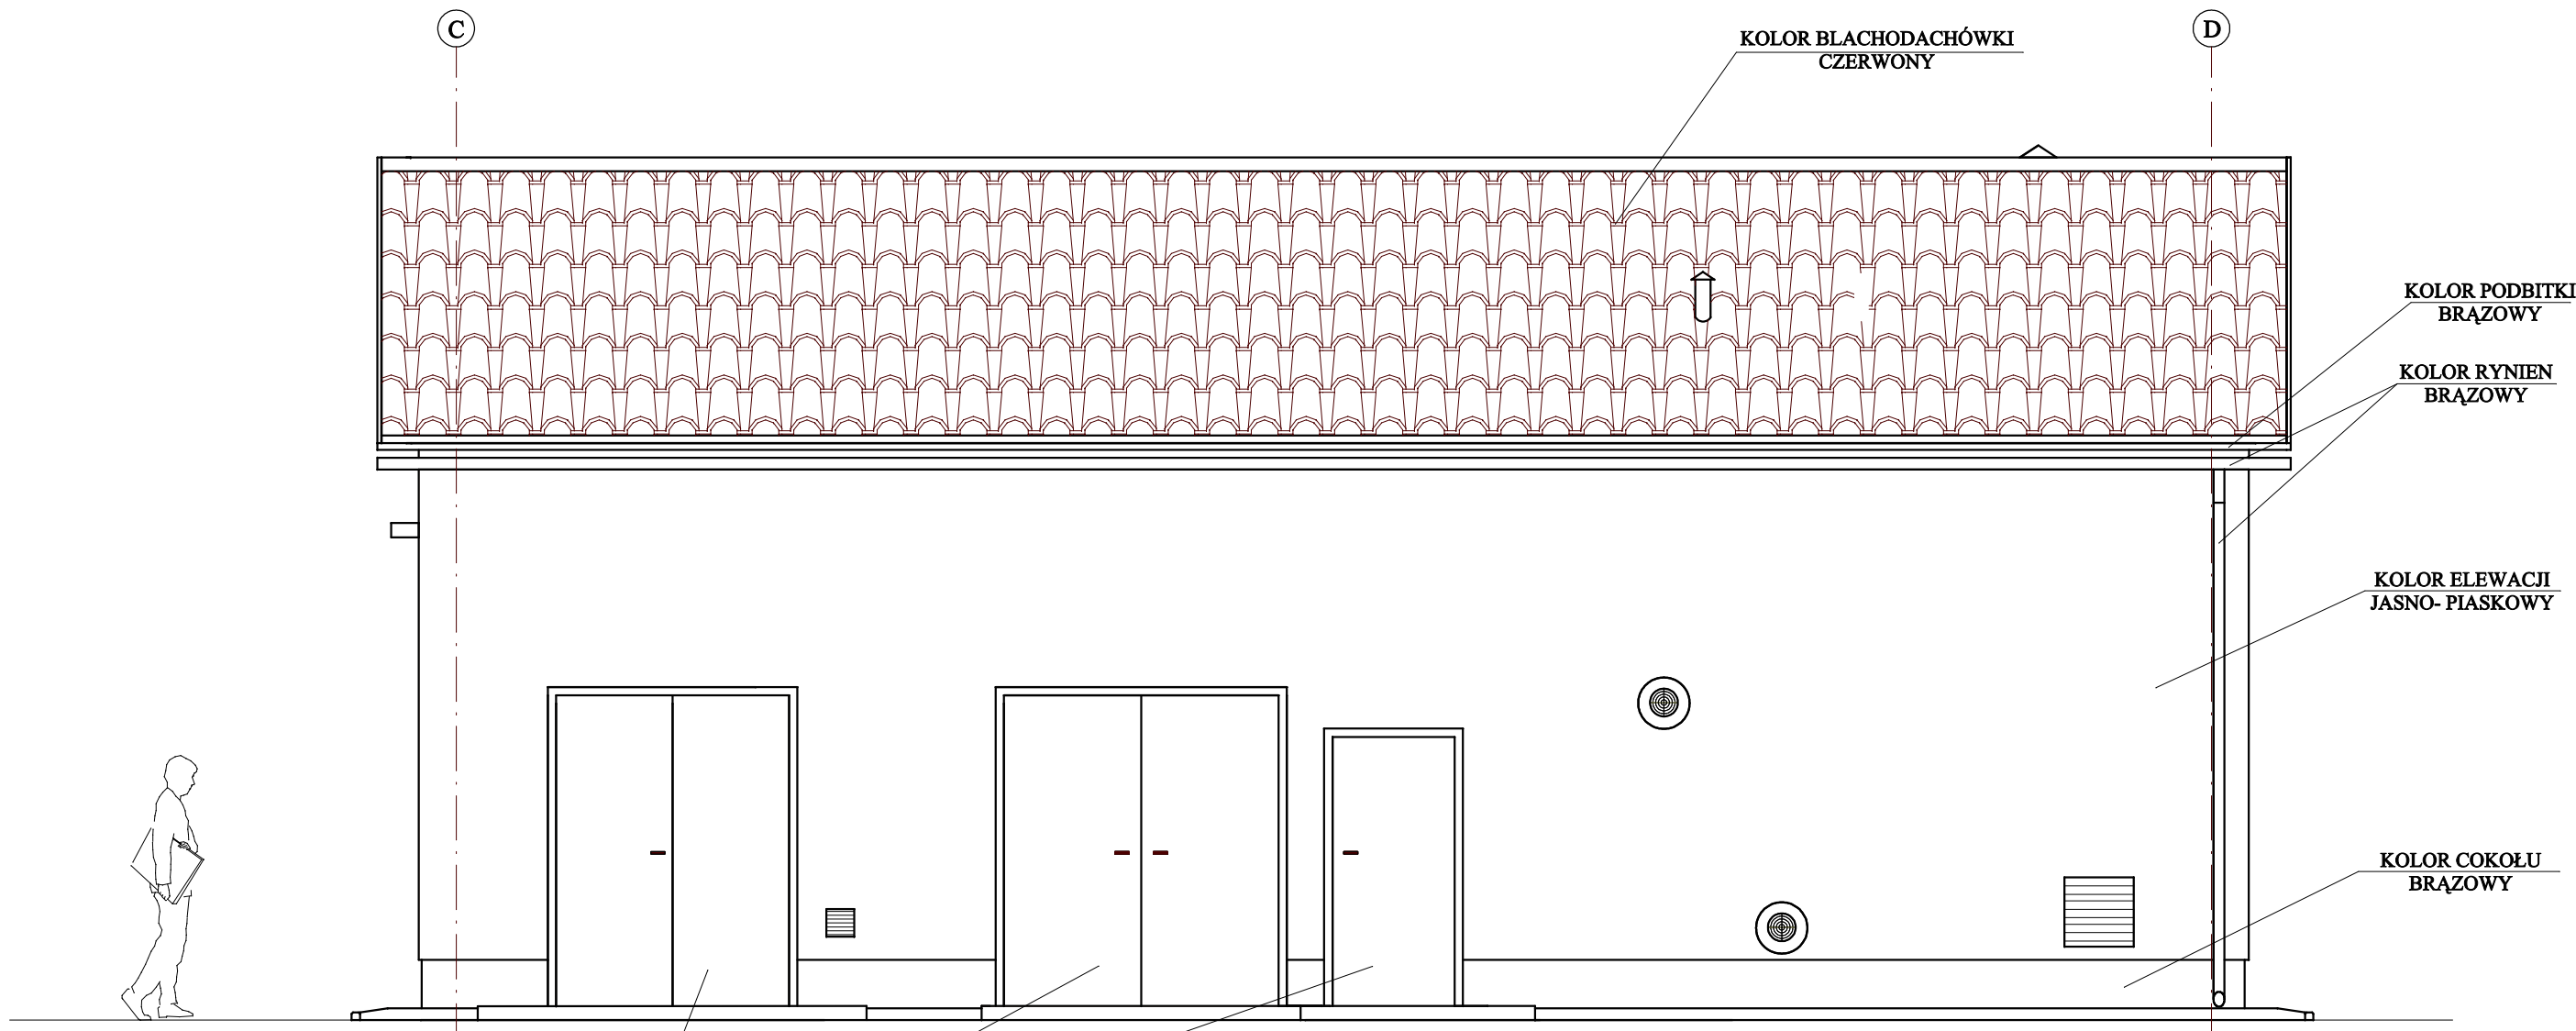 C
D
KOLOR BLACHODACHÓWKI
CZERWONY
KOLOR PODBITKI
BRĄZOWY
KOLOR RYNIEN
BRĄZOWY
KOLOR ELEWACJI
JASNO- PIASKOWY
KOLOR COKOŁU
BRĄZOWY